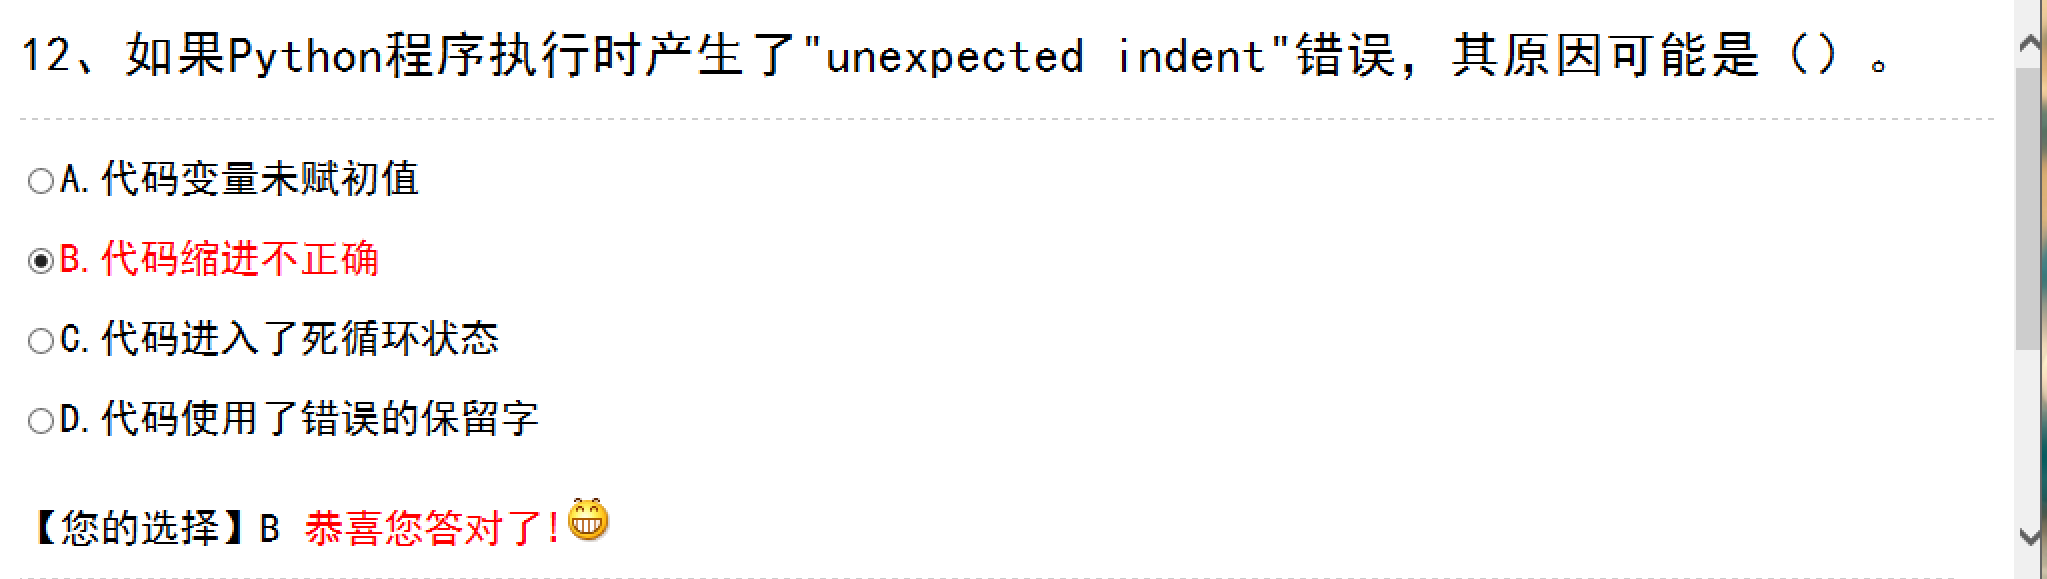 12、如果Python程序执行时产生了"unexpected indent"错误，其原因可能是（）。
A.代码变量未赋初值
B.代码缩进不正确
C.代码进入了死循环状态
D.代码使用了错误的保留字
【您的选择】B 恭喜您答对了!